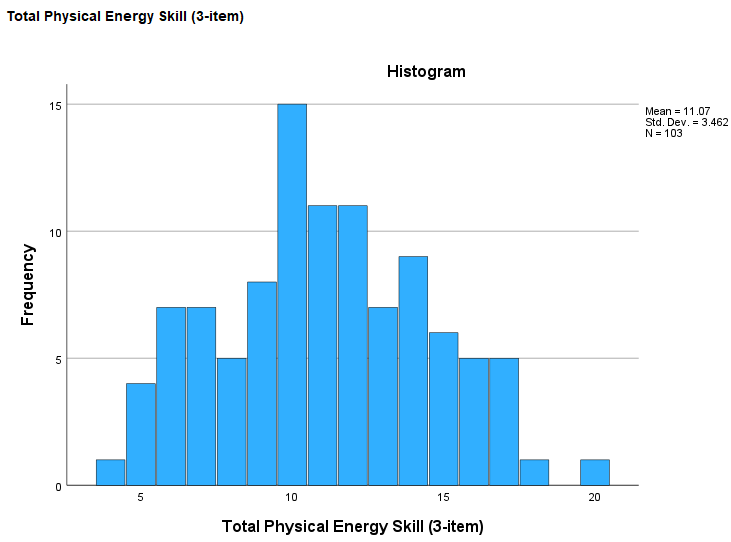 Total Physical Energy Skill (3-item)
Histogram
Mean = 11.07
Std. Dev. = 3.462
N = 103
Frequency
15
10
5
0
5 10 15 20
Total Physical Energy Skill (3-item)